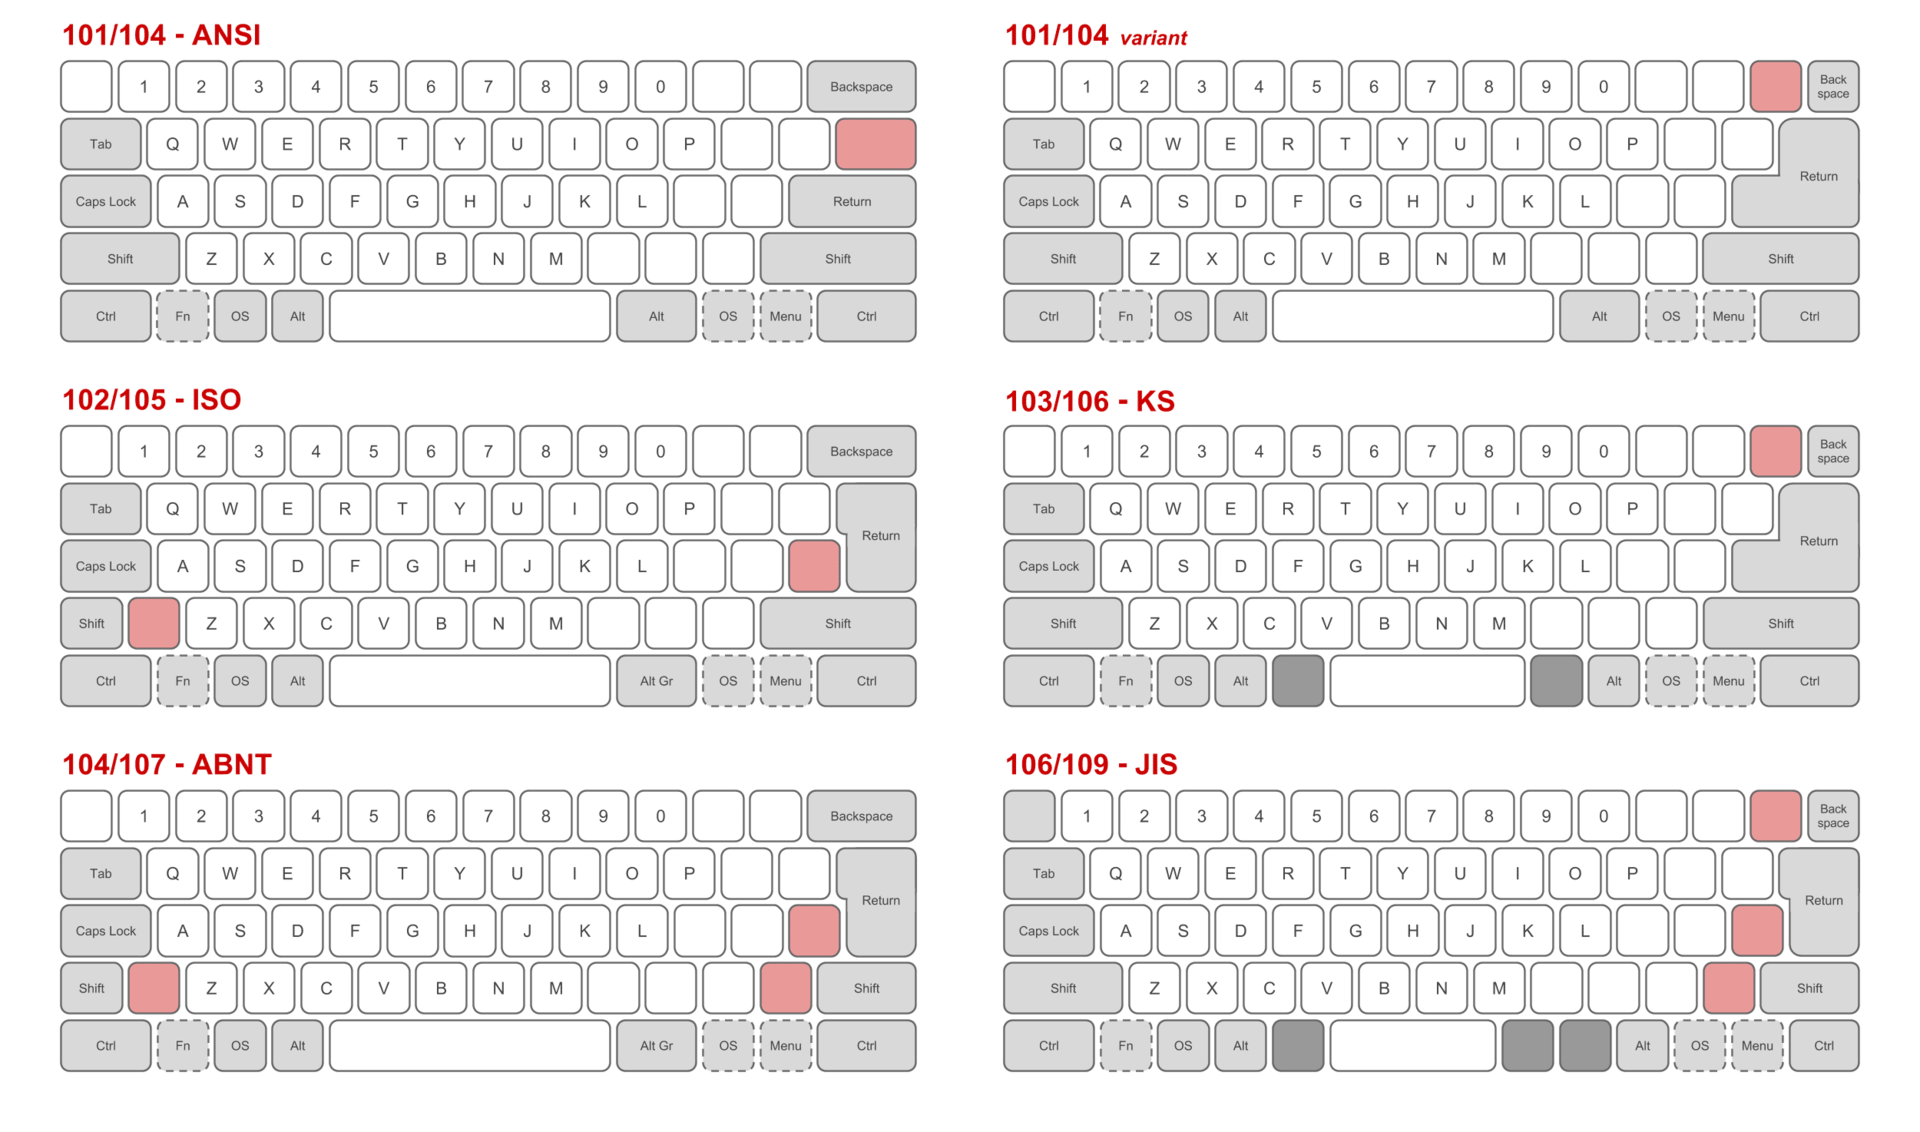 101/104 - ANSI
1 2 3 4 5 6 7 8 9 0 Backspace
Tab Q W E R T Y U I O P
Caps Lock A S D F G H J K L Return
Shift Z X C V B N M Shift
Ctrl Fn OS Alt Alt OS Menu Ctrl
101/104 variant
1 2 3 4 5 6 7 8 9 0 Back
space
Tab Q W E R T Y U I O P
Return
Caps Lock A S D F G H J K L
Shift Z X C V B N M Shift
Ctrl Fn OS Alt Alt OS Menu Ctrl
102/105 - ISO
1 2 3 4 5 6 7 8 9 0 Backspace
Tab Q W E R T Y U I O P
Return
Caps Lock A S D F G H J K L
Shift Z X C V B N M Shift
Ctrl Fn OS Alt Alt Gr OS Menu Ctrl
103/106 - KS
1 2 3 4 5 6 7 8 9 0 Back
space
Tab Q W E R T Y U I O P
Return
Caps Lock A S D F G H J K L
Shift Z X C V B N M Shift
Ctrl Fn OS Alt Alt OS Menu Ctrl
104/107 - ABNT
1 2 3 4 5 6 7 8 9 0 Backspace
Tab Q W E R T Y U I O P
Return
Caps Lock A S D F G H J K L
Shift Z X C V B N M Shift
Ctrl Fn OS Alt Alt Gr OS Menu Ctrl
106/109 - JIS
1 2 3 4 5 6 7 8 9 0 Back
space
Tab Q W E R T Y U I O P
Return
Caps Lock A S D F G H J K L
Shift Z X C V B N M Shift
Ctrl Fn OS Alt Alt OS Menu Ctrl